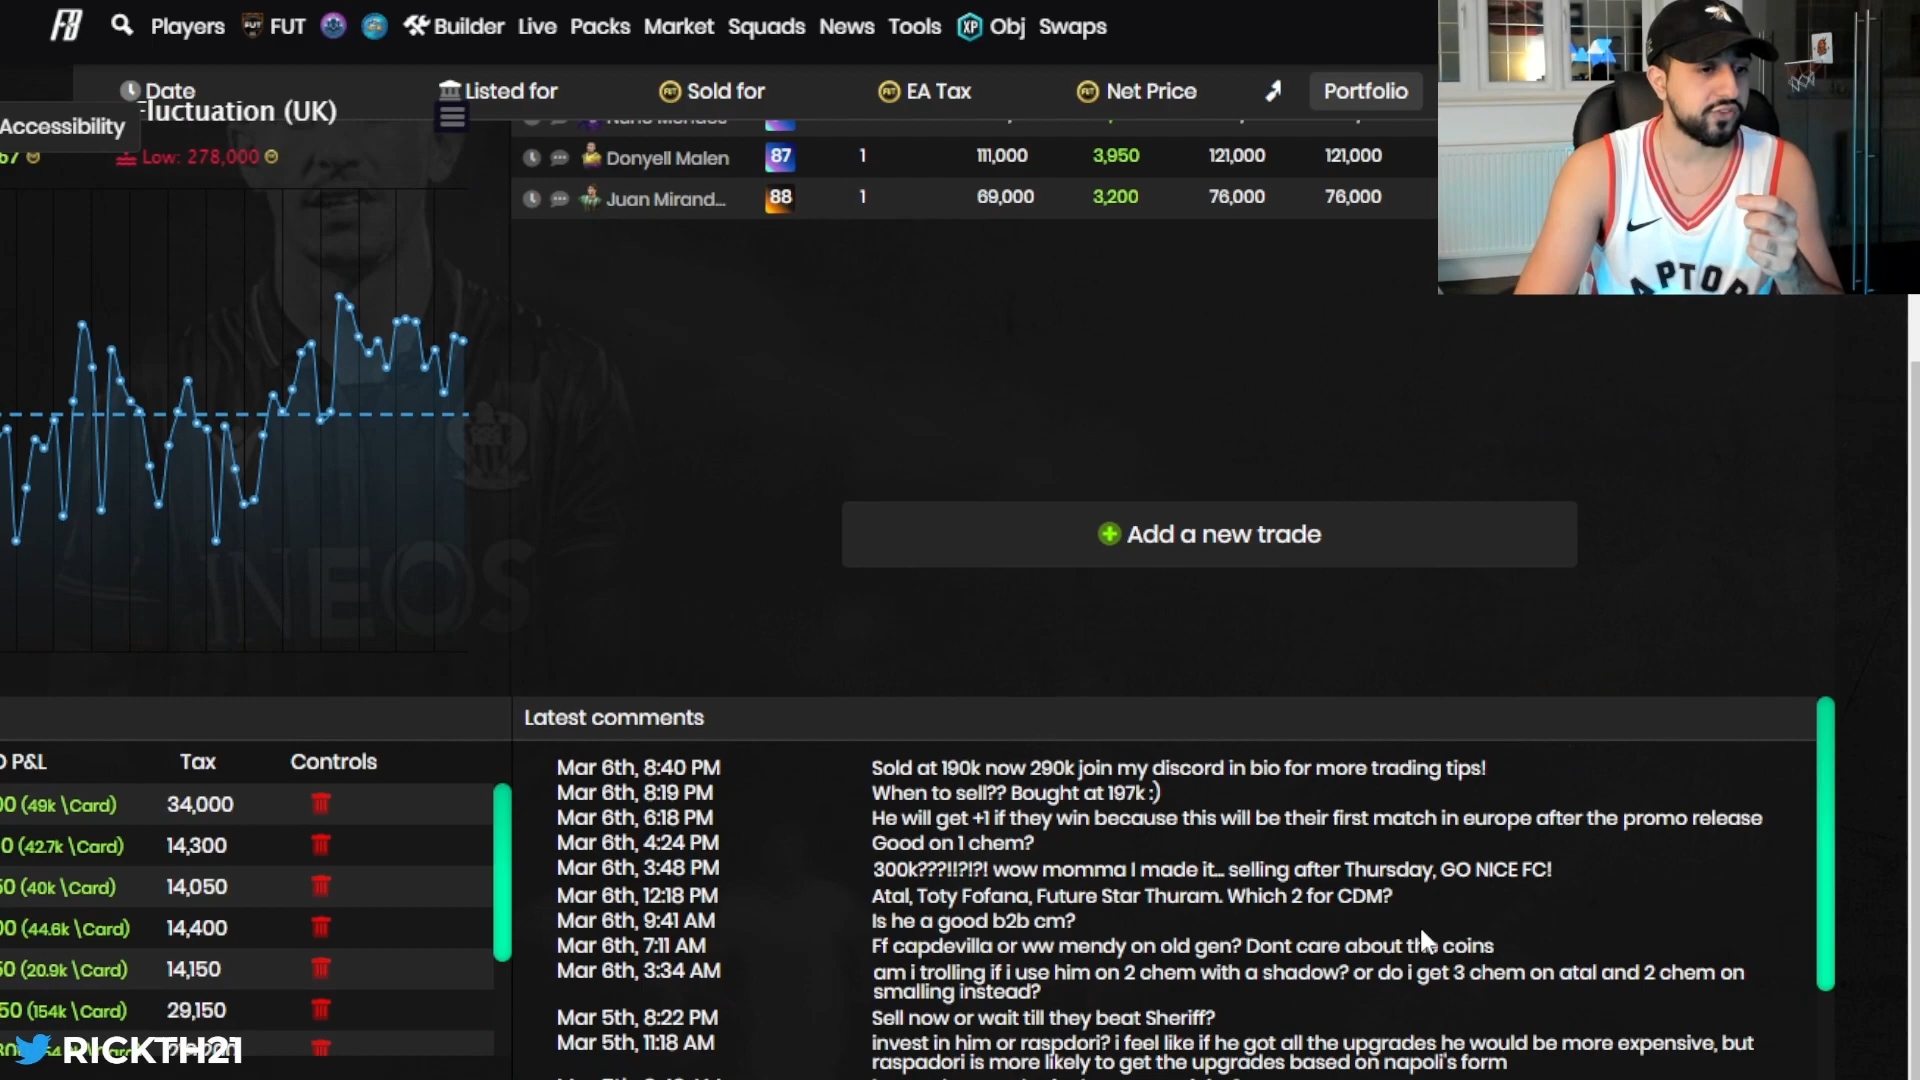 Players FUT Builder Live Packs Market Squads News Tools XP Obj Swaps
Date Listed for Sold for EA Tax Net Price Portfolio
Fluctuation (UK)
Accessibility
67 Low: 278,000
Donyell Malen 87 1 111,000 3,950 121,000 121,000
Juan Mirand... 88 1 69,000 3,200 76,000 76,000
INEOS
Add a new trade
P&L Tax Controls
00 (49k \Card) 34,000
0 (42.7k \Card) 14,300
50 (40k \Card) 14,050
00 (44.6k \Card) 14,400
50 (20.9k \Card) 14,150
50 (154k \Card) 29,150
RICKTH21
Latest comments
Mar 6th, 8:40 PM Sold at 190k now 290k join my discord in bio for more trading tips!
Mar 6th, 8:19 PM When to sell?? Bought at 197k :)
Mar 6th, 6:18 PM He will get +1 if they win because this will be their first match in europe after the promo release
Mar 6th, 4:24 PM Good on 1 chem?
Mar 6th, 3:48 PM 300k???!!?!?! wow momma I made it... selling after Thursday, GO NICE FC!
Mar 6th, 12:18 PM Atal, Toty Fofana, Future Star Thuram. Which 2 for CDM?
Mar 6th, 9:41 AM Is he a good b2b cm?
Mar 6th, 7:11 AM Ff capdevilla or ww mendy on old gen? Dont care about the coins
Mar 6th, 3:34 AM am i trolling if i use him on 2 chem with a shadow? or do i get 3 chem on atal and 2 chem on
smalling instead?
Mar 5th, 8:22 PM Sell now or wait till they beat Sheriff?
Mar 5th, 11:18 AM invest in him or raspdori? i feel like if he got all the upgrades he would be more expensive, but
raspadori is more likely to get the upgrades based on napoli's form